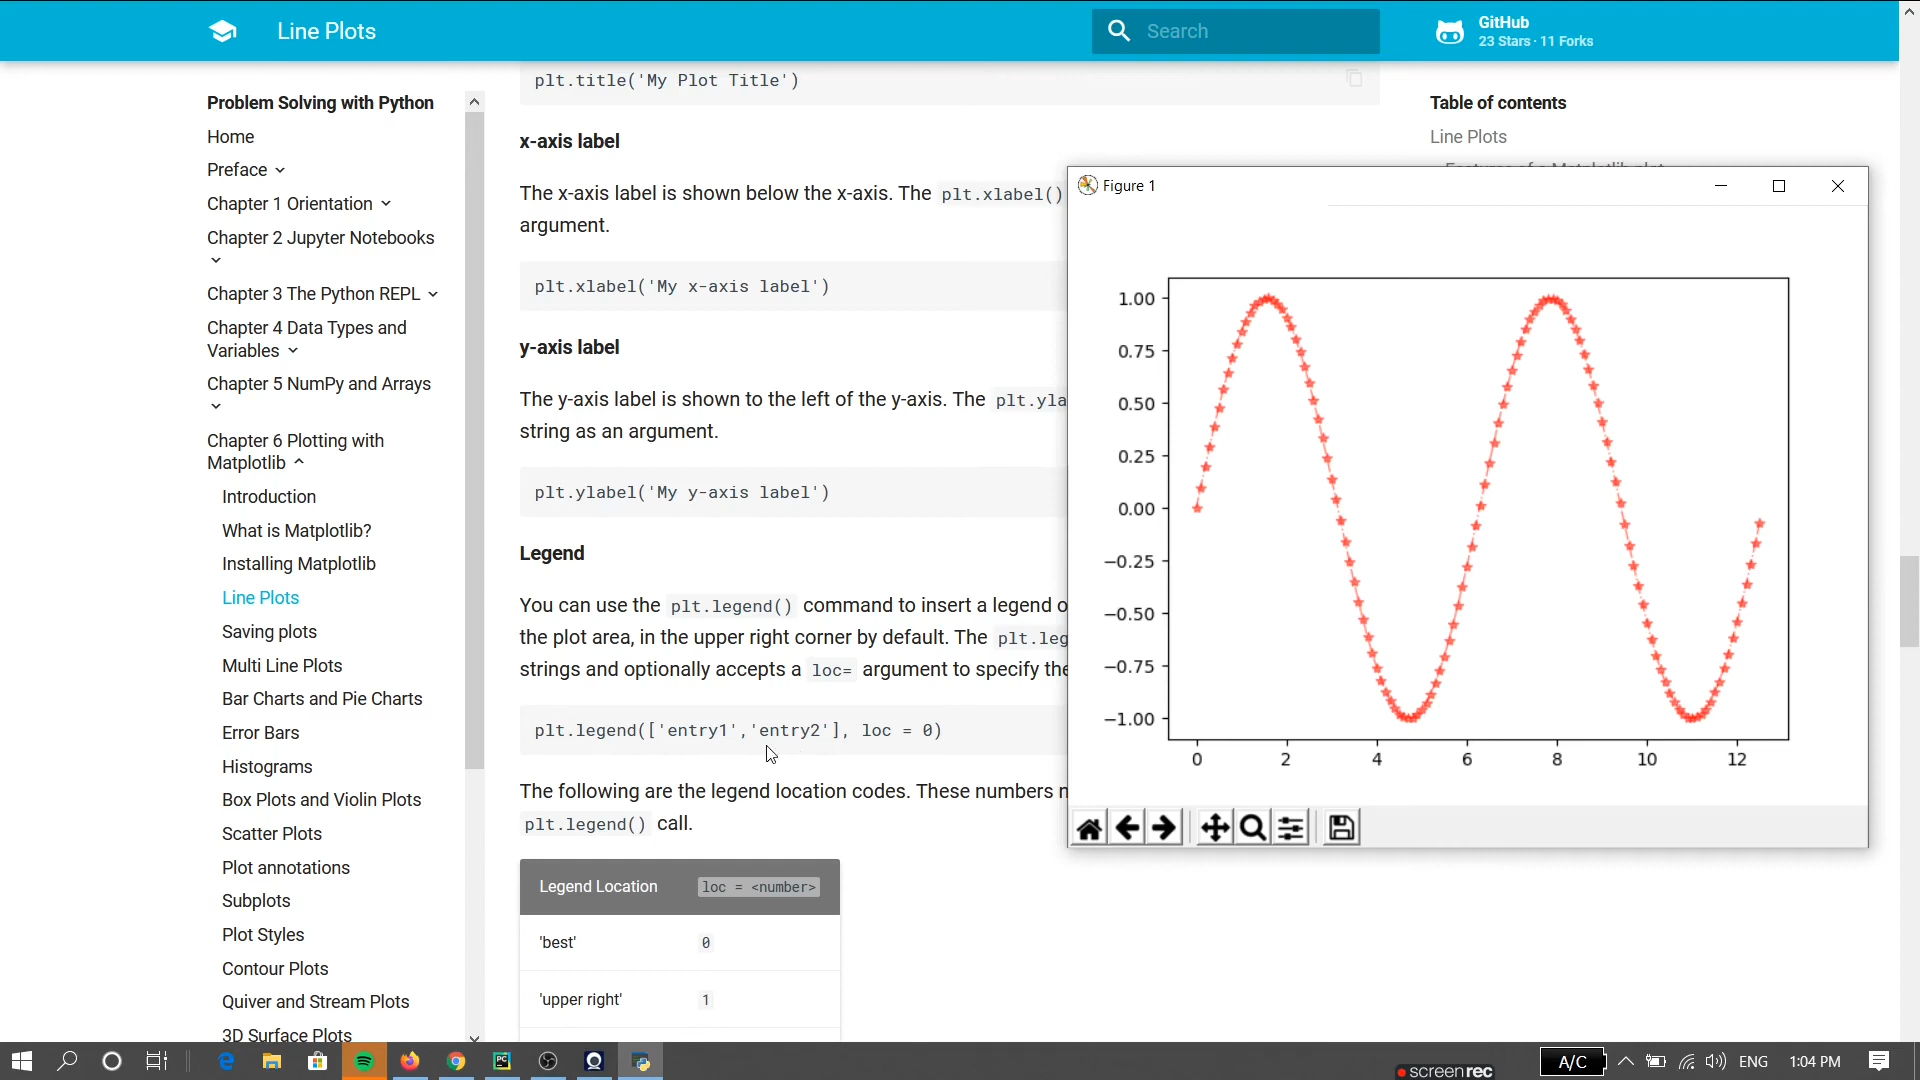 Line Plots
Search
GitHub
23 Stars · 11 Forks
Problem Solving with Python
Home
Preface
Chapter 1 Orientation
Chapter 2 Jupyter Notebooks
Chapter 3 The Python REPL
Chapter 4 Data Types and
Variables
Chapter 5 NumPy and Arrays
Chapter 6 Plotting with
Matplotlib
Introduction
What is Matplotlib?
Installing Matplotlib
Line Plots
Saving plots
Multi Line Plots
Bar Charts and Pie Charts
Error Bars
Histograms
Box Plots and Violin Plots
Scatter Plots
Plot annotations
Subplots
Plot Styles
Contour Plots
Quiver and Stream Plots
3D Surface Plots
plt.title('My Plot Title')
x-axis label
The x-axis label is shown below the x-axis. The plt.xlabel()
argument.
plt.xlabel('My x-axis label')
y-axis label
The y-axis label is shown to the left of the y-axis. The plt.yla
string as an argument.
plt.ylabel('My y-axis label')
Legend
You can use the plt.legend() command to insert a legend o
the plot area, in the upper right corner by default. The plt.leg
strings and optionally accepts a loc= argument to specify the
plt.legend(['entry1','entry2'], loc = 0)
The following are the legend location codes. These numbers
plt.legend() call.
Legend Location loc = <number>
'best' 0
'upper right' 1
Table of contents
Line Plots
Features of a Matplotlib plot
Figure 1
1.00
0.75
0.50
0.25
0.00
−0.25
−0.50
−0.75
−1.00
0 2 4 6 8 10 12
screenrec
A/C
ENG
1:04 PM